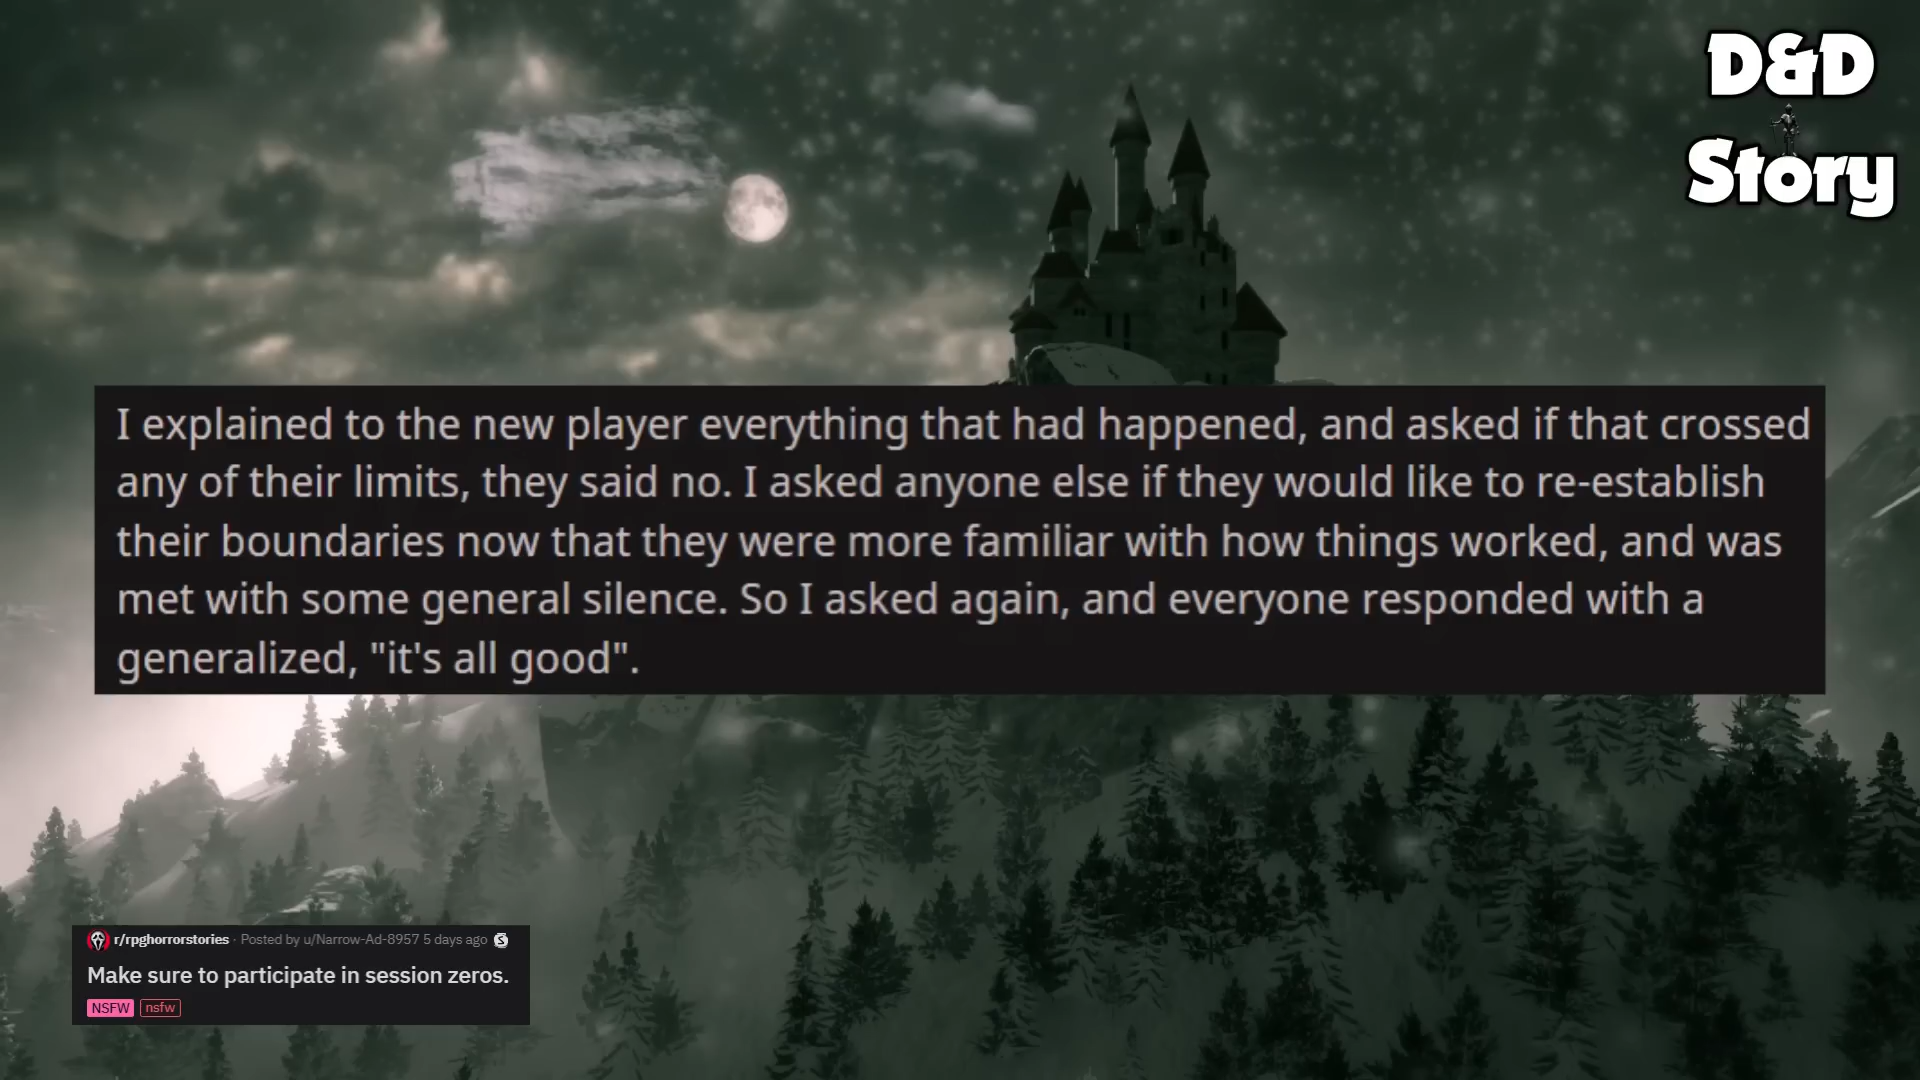 D&D
Story
I explained to the new player everything that had happened, and asked if that crossed
any of their limits, they said no. I asked anyone else if they would like to re-establish
their boundaries now that they were more familiar with how things worked, and was
met with some general silence. So I asked again, and everyone responded with a
generalized, "it's all good".
r/rpghorrorstories · Posted by u/Narrow-Ad-8957 5 days ago
Make sure to participate in session zeros.
NSFW nsfw